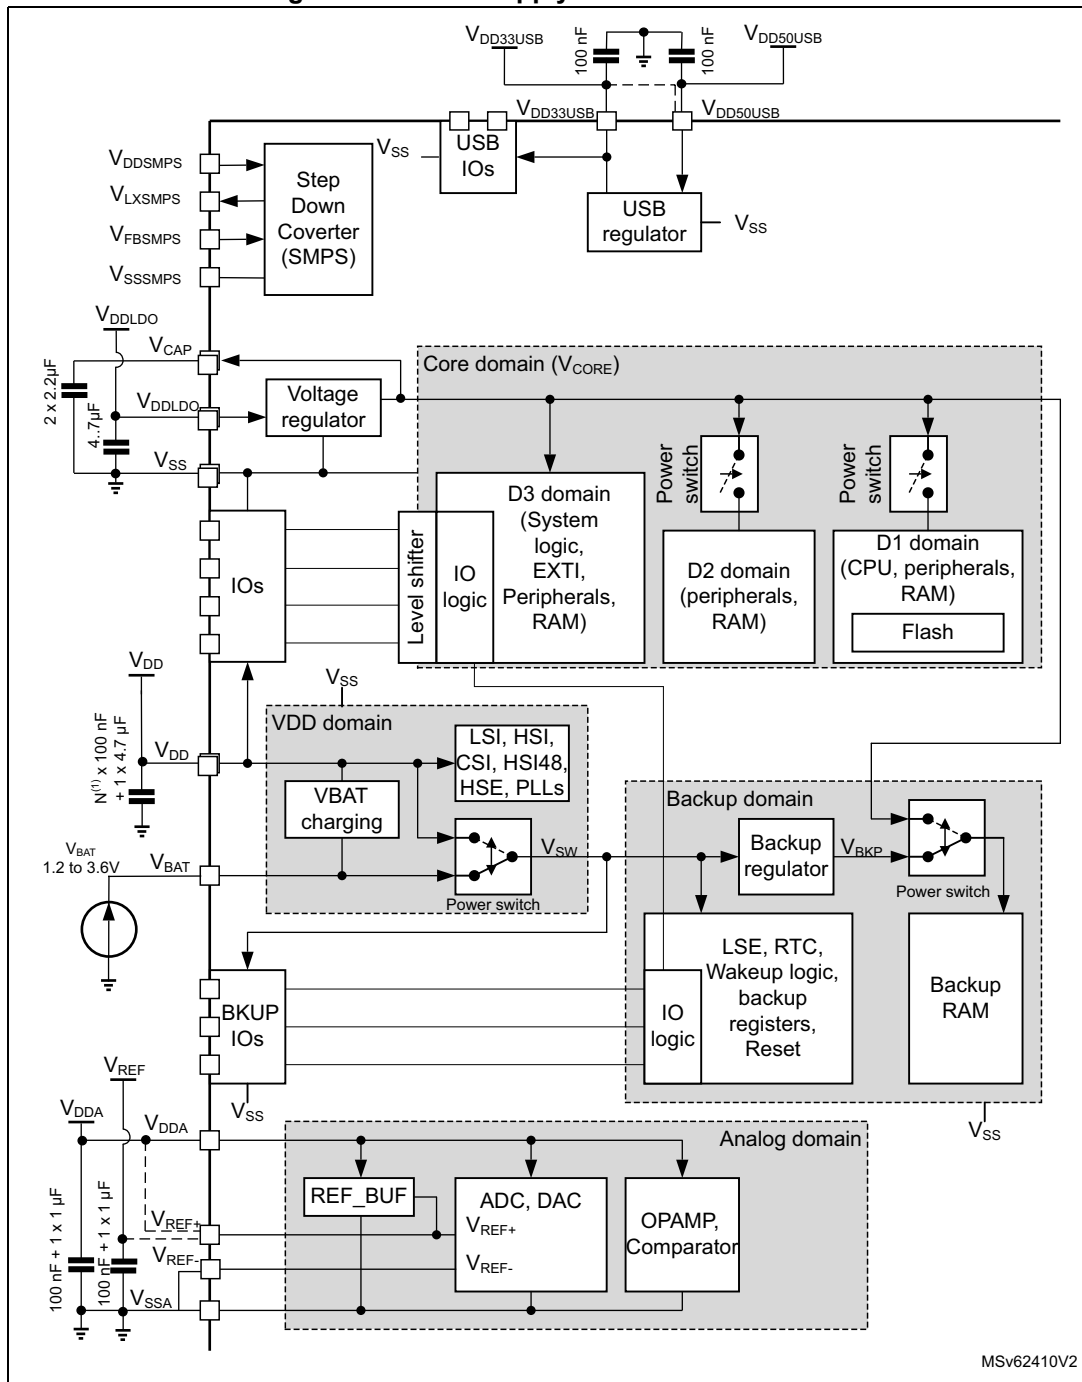 VDD33USB
100 nF
100 nF
VDD50USB
VDD33USB
VDD50USB
VSS
USB
IOs
USB
regulator
VSS
VDDSMPS
VLXSMPS
VFBSMPS
VSSSMPS
Step
Down
Coverter
(SMPS)
VDDLDO
VCAP
2 x 2.2µF
VDDLDO
4..7µF
VSS
Voltage
regulator
Core domain (VCORE)
Power
switch
Power
switch
D3 domain
(System
logic,
EXTI,
Peripherals,
RAM)
D2 domain
(peripherals,
RAM)
D1 domain
(CPU, peripherals,
RAM)
Flash
IOs
Level shifter
IO
logic
VDD
N(1) x 100 nF
+ 1 x 4.7 µF
VDD
VSS
VDD domain
LSI, HSI,
CSI, HSI48,
HSE, PLLs
VBAT
charging
VBAT
1.2 to 3.6V
VBAT
VSW
Power switch
Backup domain
Backup
regulator
VBKP
Power switch
LSE, RTC,
Wakeup logic,
backup
registers,
Reset
IO
logic
Backup
RAM
BKUP
IOs
VSS
VSS
VREF
VDDA
VDDA
Analog domain
REF_BUF
ADC, DAC
VREF+
VREF-
OPAMP,
Comparator
VREF+
VREF-
VSSA
100 nF + 1 x 1 µF
100 nF + 1 x 1 µF
MSv62410V2